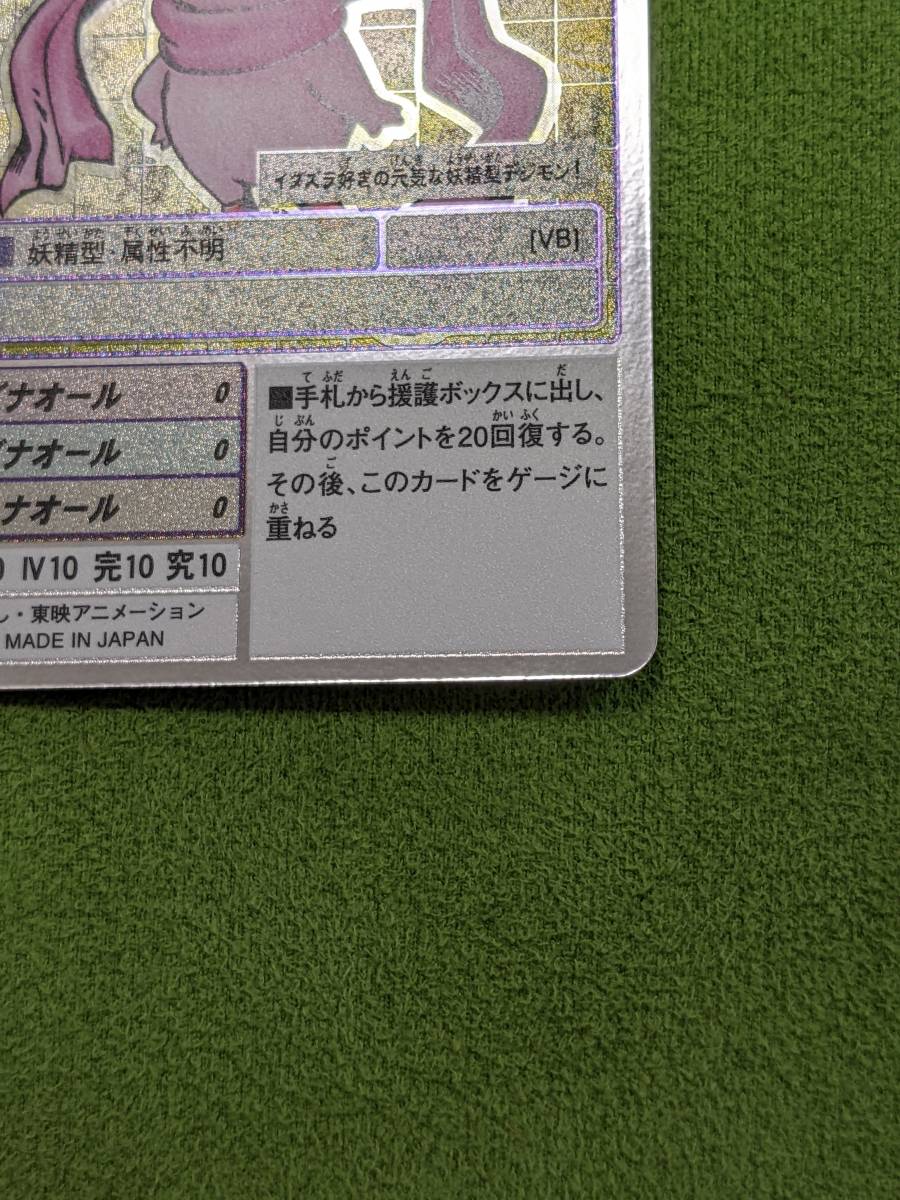 イタズラ好きの元気な妖精型デジモン!
妖精型・属性不明
[VB]
ナオール 0
ナオール 0
ナオール 0
0 Ⅳ10 完10 究10
し・東映アニメーション
MADE IN JAPAN
■手札から援護ボックスに出し、
自分のポイントを20回復する。
その後、このカードをゲージに
重ねる